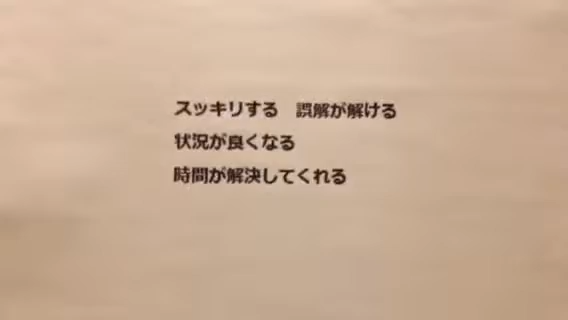 スッキリする　誤解が解ける
状況が良くなる
時間が解決してくれる